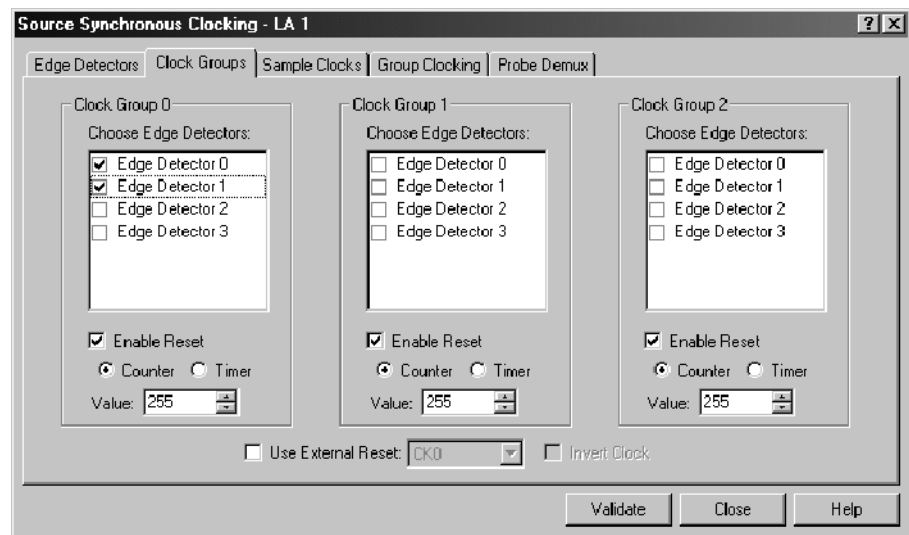 Source Synchronous Clocking - LA 1
Edge Detectors Clock Groups Sample Clocks Group Clocking Probe Demux
Clock Group 0
Choose Edge Detectors:
Edge Detector 0
Edge Detector 1
Edge Detector 2
Edge Detector 3
Enable Reset
Counter Timer
Value: 255
Clock Group 1
Choose Edge Detectors:
Edge Detector 0
Edge Detector 1
Edge Detector 2
Edge Detector 3
Enable Reset
Counter Timer
Value: 255
Clock Group 2
Choose Edge Detectors:
Edge Detector 0
Edge Detector 1
Edge Detector 2
Edge Detector 3
Enable Reset
Counter Timer
Value: 255
Use External Reset: CK0 Invert Clock
Validate Close Help